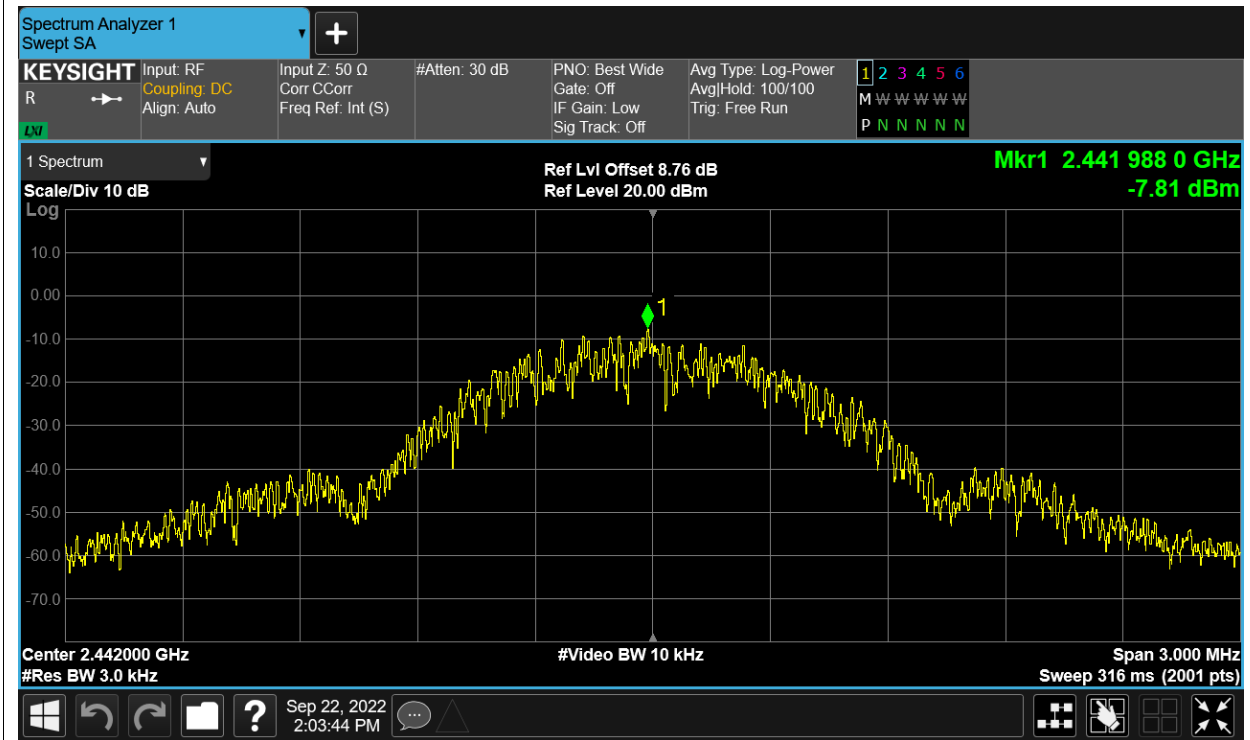 Spectrum Analyzer 1
Swept SA
+
KEYSIGHT
R
LXI
Input: RF
Coupling: DC
Align: Auto
Input Z: 50 Ω
Corr CCorr
Freq Ref: Int (S)
#Atten: 30 dB
PNO: Best Wide
Gate: Off
IF Gain: Low
Sig Track: Off
Avg Type: Log-Power
Avg|Hold: 100/100
Trig: Free Run
1 2 3 4 5 6
M W W W W W
P N N N N N
1 Spectrum
Scale/Div 10 dB
Log
Ref Lvl Offset 8.76 dB
Ref Level 20.00 dBm
Mkr1 2.441 988 0 GHz
-7.81 dBm
10.0
0.00
1
-10.0
-20.0
-30.0
-40.0
-50.0
-60.0
-70.0
Center 2.442000 GHz
#Video BW 10 kHz
Span 3.000 MHz
#Res BW 3.0 kHz
Sweep 316 ms (2001 pts)
?
Sep 22, 2022
2:03:44 PM